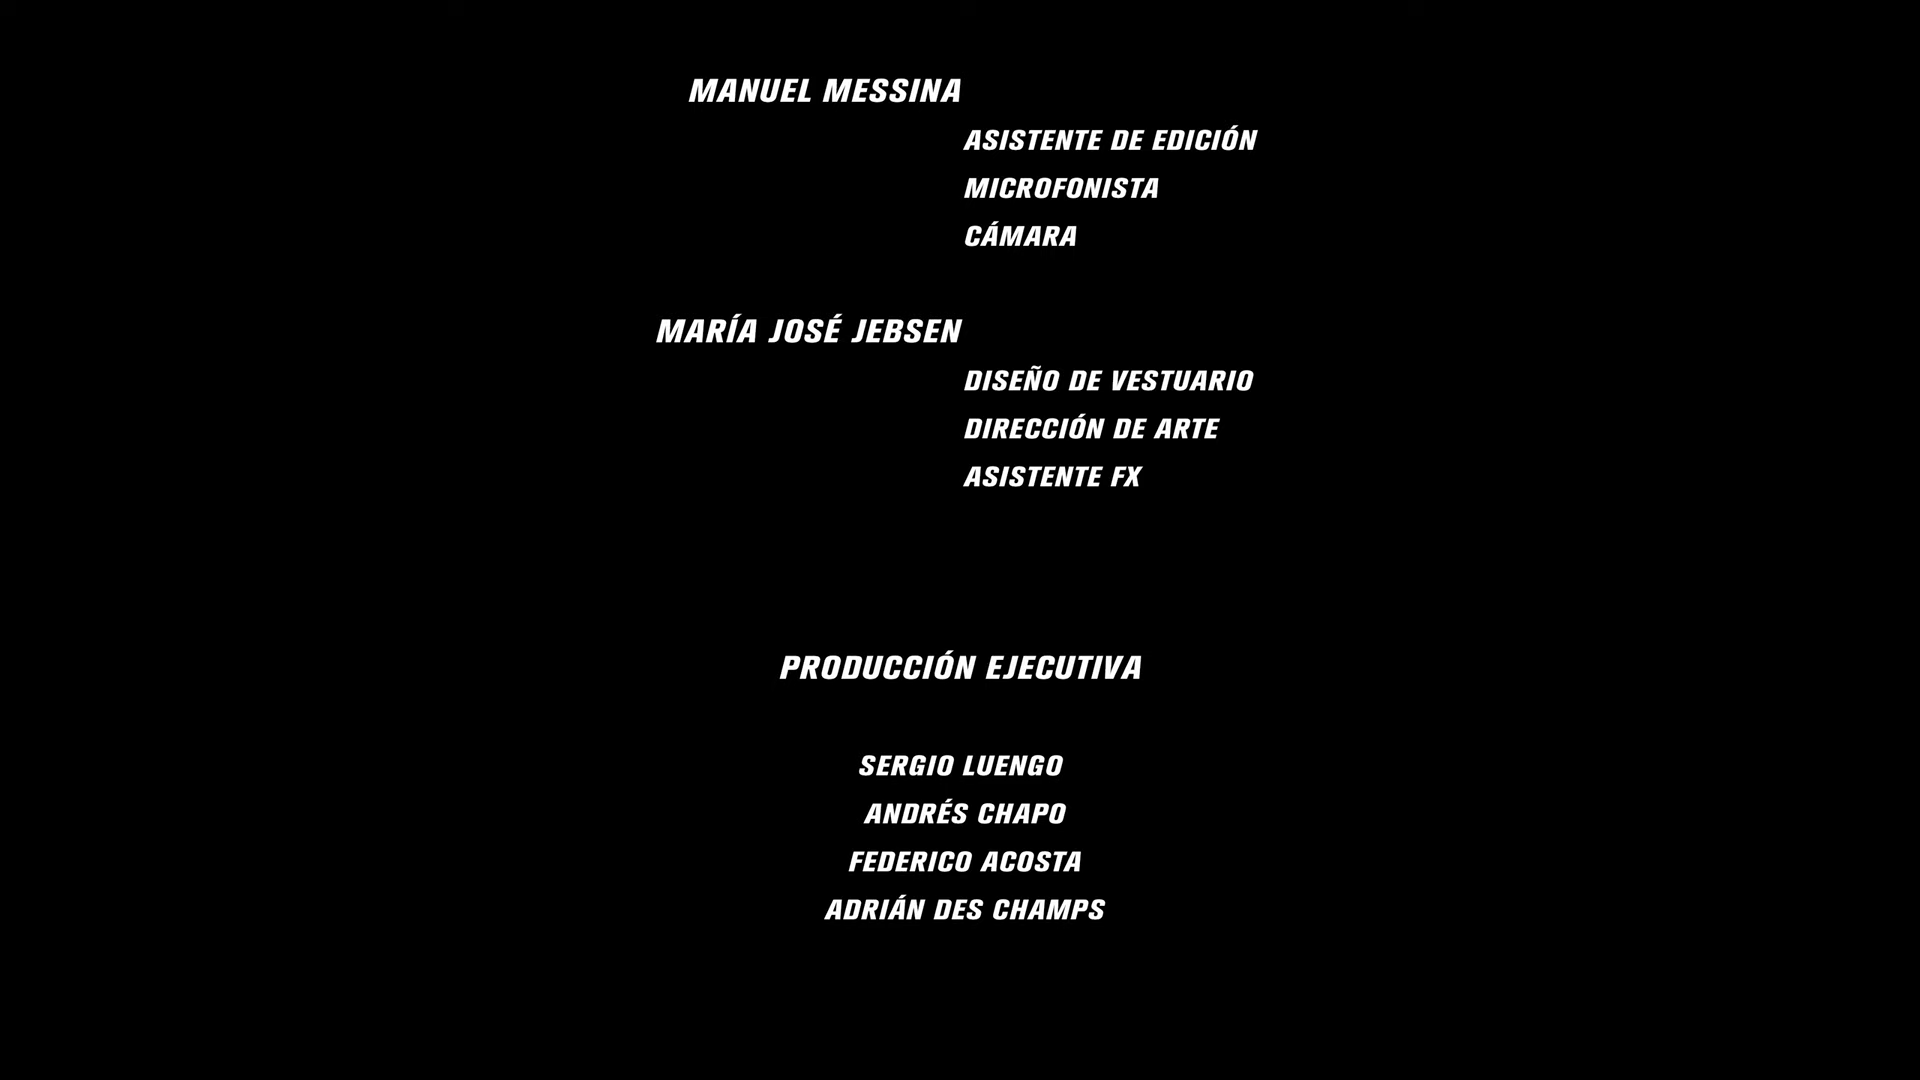 MANUEL MESSINA
ASISTENTE DE EDICIÓN
MICROFONISTA
CÁMARA
MARÍA JOSÉ JEBSEN
DISEÑO DE VESTUARIO
DIRECCIÓN DE ARTE
ASISTENTE FX
PRODUCCIÓN EJECUTIVA
SERGIO LUENGO
ANDRÉS CHAPO
FEDERICO ACOSTA
ADRIÁN DES CHAMPS